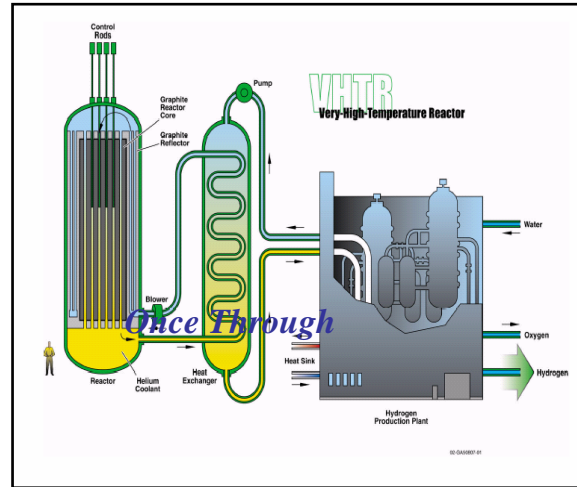 Control
Rods
Graphite
Reactor
Core
Graphite
Reflector
Pump
VHTR
Very-High-Temperature Reactor
Water
Blower
Once Through
Oxygen
Heat Sink
Hydrogen
Reactor
Helium
Coolant
Heat
Exchanger
Hydrogen
Production Plant